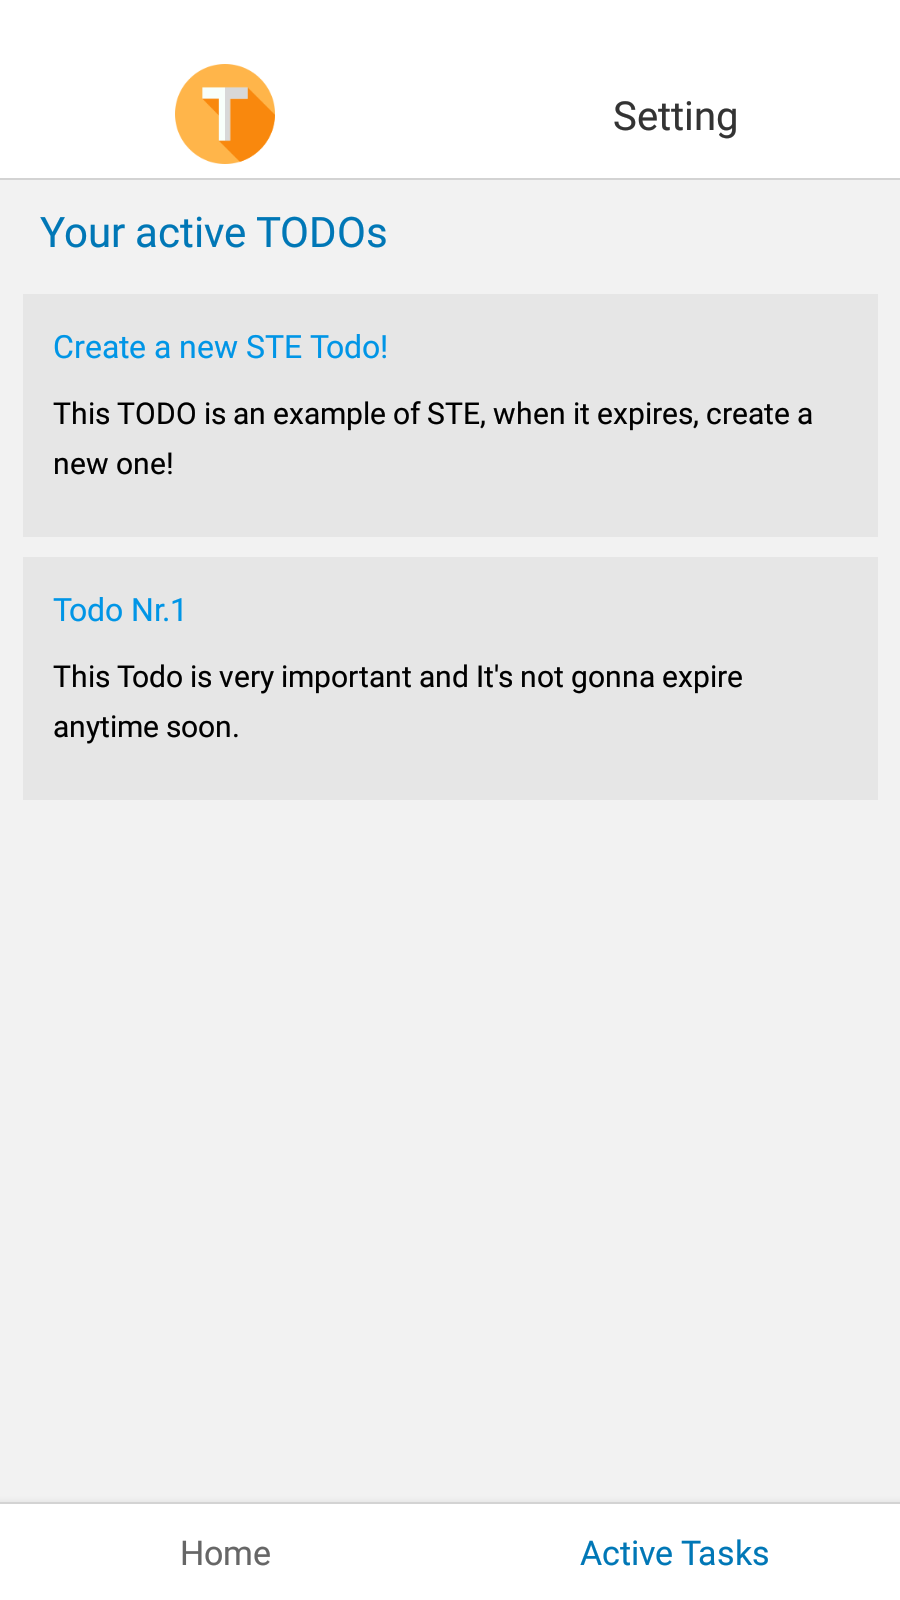 T
Setting
Your active TODOs
Create a new STE Todo!
This TODO is an example of STE, when it expires, create a
new one!
Todo Nr.1
This Todo is very important and It's not gonna expire
anytime soon.
Home
Active Tasks